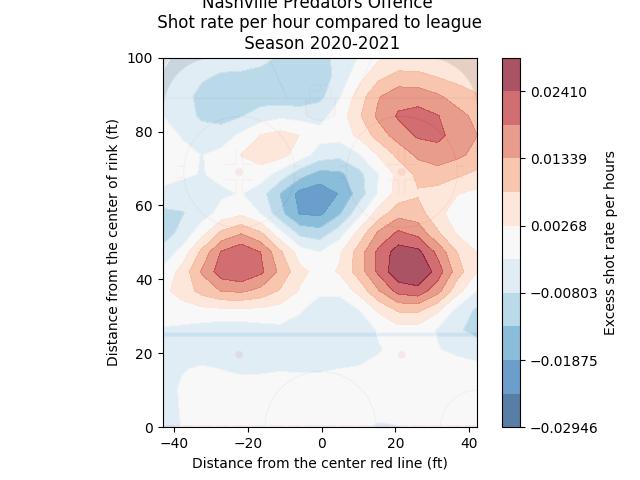 Nashville Predators Offence
Shot rate per hour compared to league
Season 2020-2021
100
80
60
40
20
0
−40
−20
0
20
40
Distance from the center of rink (ft)
Distance from the center red line (ft)
0.02410
0.01339
0.00268
−0.00803
−0.01875
−0.02946
Excess shot rate per hours